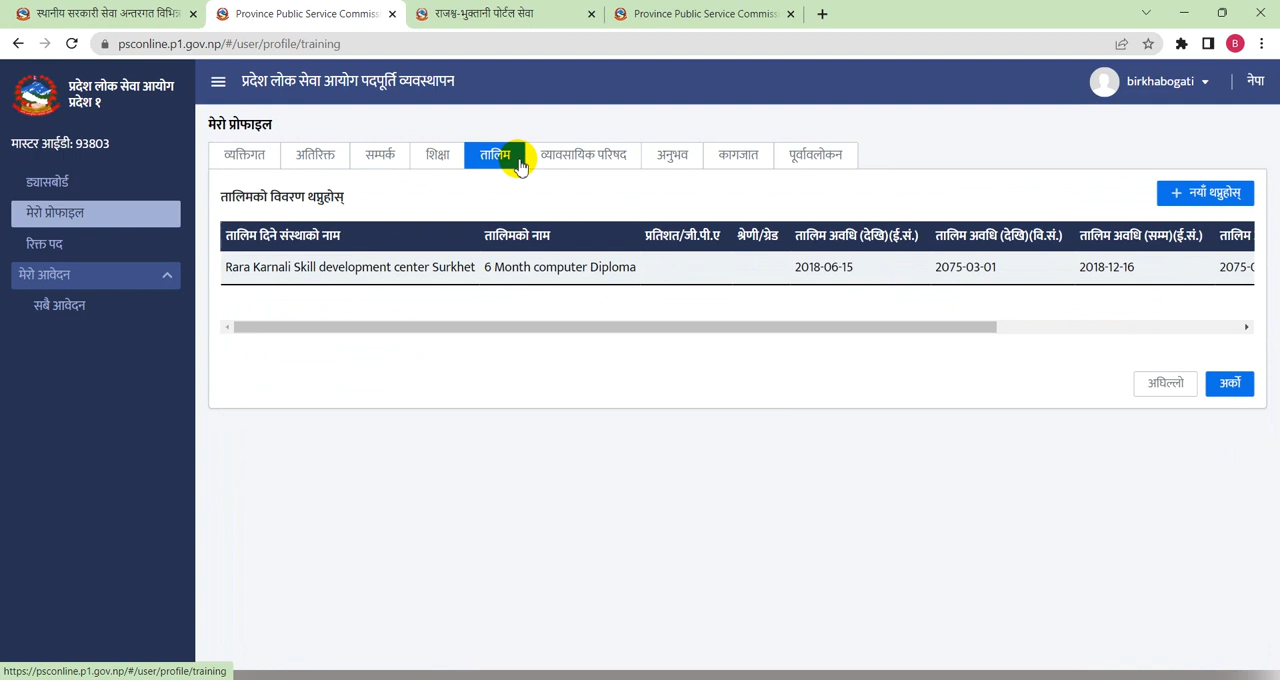 स्थानीय सरकारी सेवा अन्तरगत विभिन्न
Province Public Service Commiss
राजश्व-भुक्तानी पोर्टल सेवा
Province Public Service Commiss
psconline.p1.gov.np/#/user/profile/training
B
प्रदेश लोक सेवा आयोग
प्रदेश १
प्रदेश लोक सेवा आयोग पदपूर्ति व्यवस्थापन
birkhabogati
नेपा
मास्टर आईडी: 93803
ड्यासबोर्ड
मेरो प्रोफाइल
रिक्त पद
मेरो आवेदन
सबै आवेदन
मेरो प्रोफाइल
व्यक्तिगत अतिरिक्त सम्पर्क शिक्षा तालिम व्यावसायिक परिषद अनुभव कागजात पूर्वावलोकन
तालिमको विवरण थप्नुहोस्
नयाँ थप्नुहोस्
तालिम दिने संस्थाको नाम तालिमको नाम प्रतिशत/जी.पी.ए श्रेणी/ग्रेड तालिम अवधि (देखि)(ई.सं.) तालिम अवधि (देखि)(वि.सं.) तालिम अवधि (सम्म)(ई.सं.) तालिम
Rara Karnali Skill development center Surkhet 6 Month computer Diploma 2018-06-15 2075-03-01 2018-12-16 2075-0
अघिल्लो
अर्को
https://psconline.p1.gov.np/#/user/profile/training